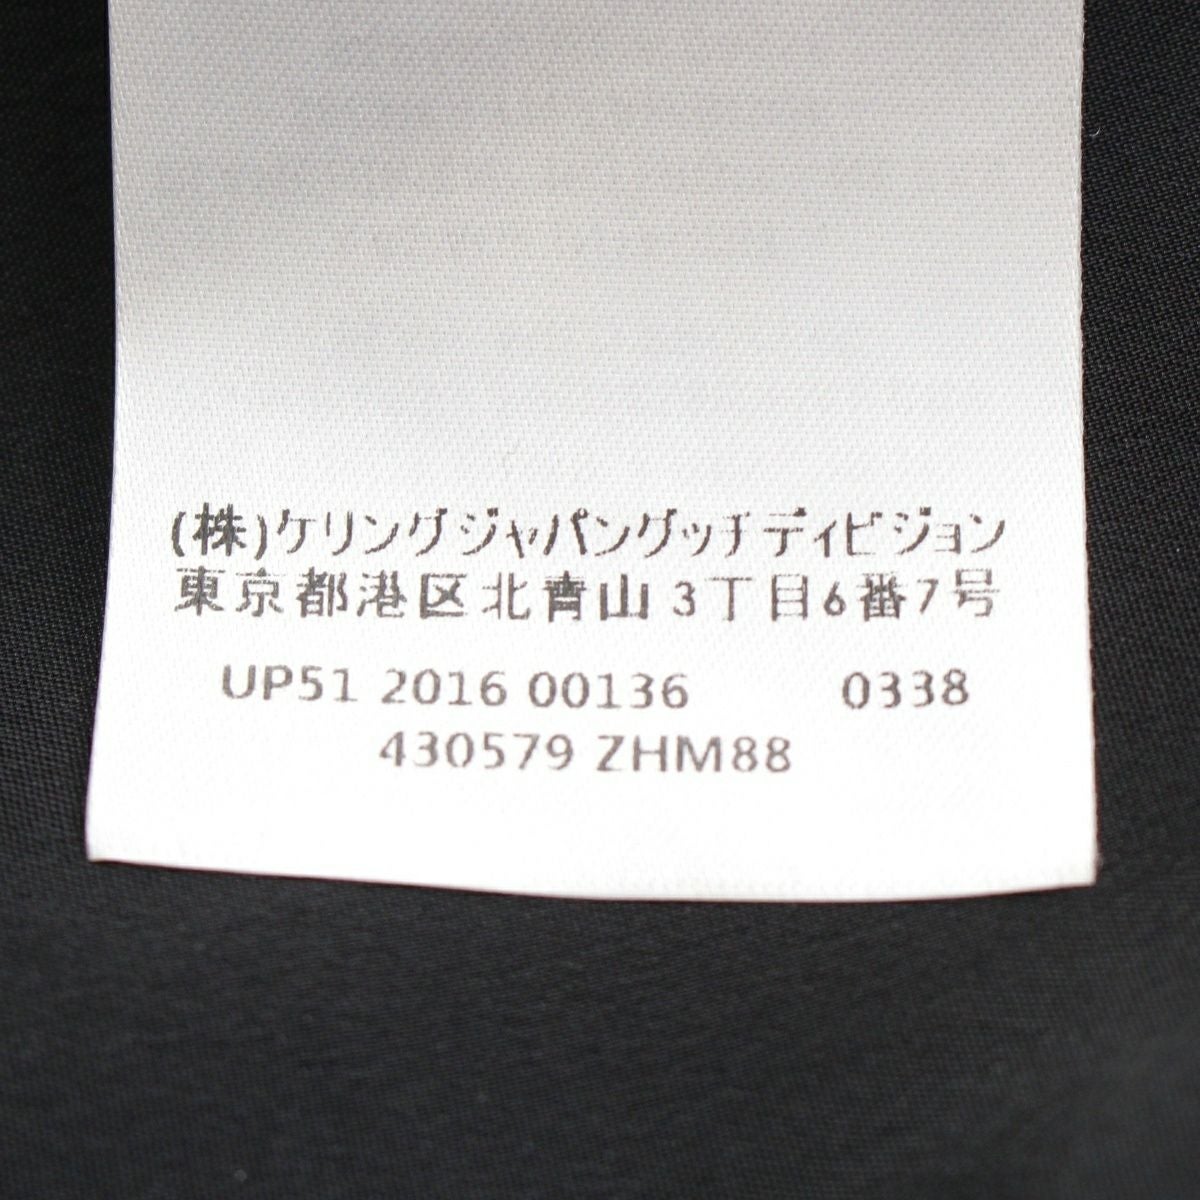 (株)ケリングジャパングッチディビジョン
東京都港区北青山3丁目6番7号
UP51 2016 00136 0338
430579 ZHM88